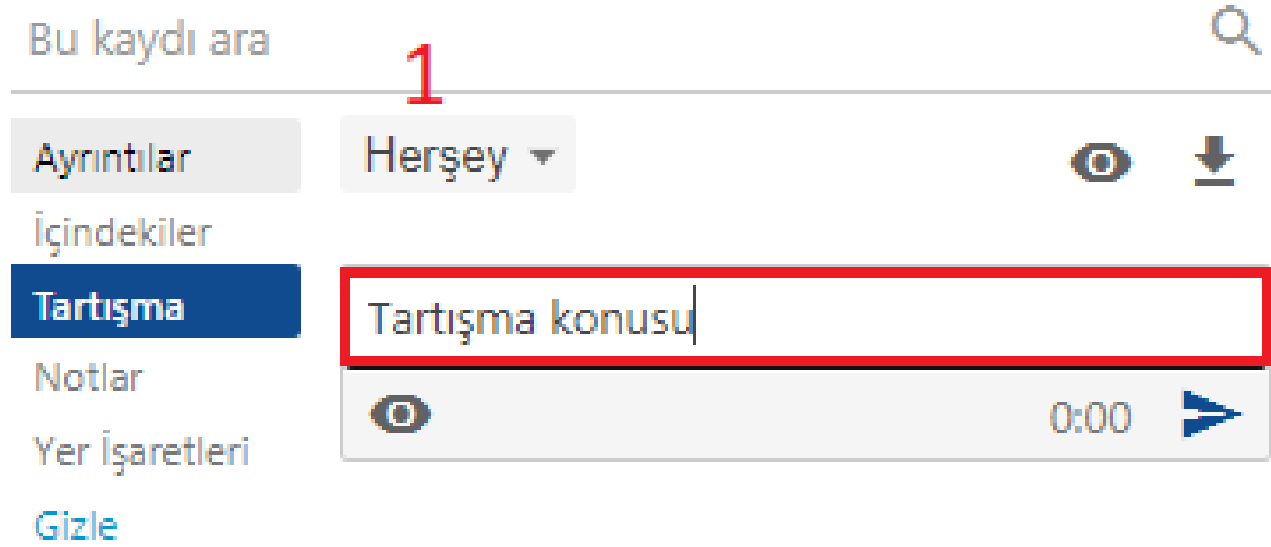 Bu kaydı ara
1
Ayrıntılar
Herşey
İçindekiler
Tartışma
Tartışma konusu
Notlar
0:00
Yer İşaretleri
Gizle